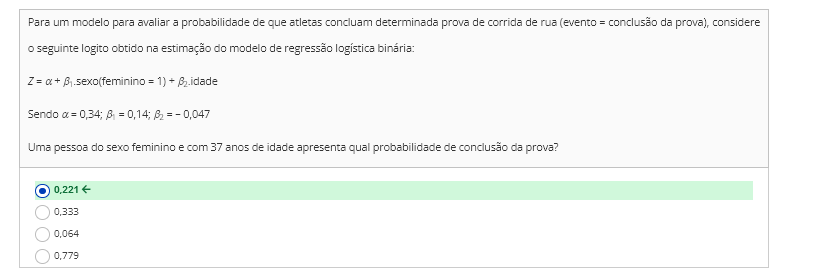 Para um modelo para avaliar a probabilidade de que atletas concluam determinada prova de corrida de rua (evento = conclusão da prova), considere
o seguinte logito obtido na estimação do modelo de regressão logística binária:
Z = α + β₁.sexo(feminino = 1) + β₂.idade
Sendo α = 0,34; β₁ = 0,14; β₂ = - 0,047
Uma pessoa do sexo feminino e com 37 anos de idade apresenta qual probabilidade de conclusão da prova?
0,221 ←
0,333
0,064
0,779